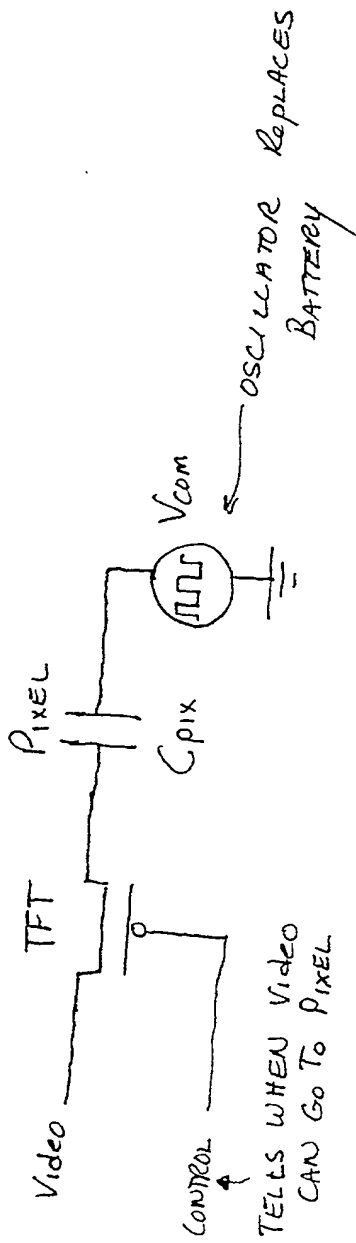 Video
TFT
PIXEL
Cpix
Vcom
OSCILLATOR Replaces
BATTERY
CONTROL
TELLS WHEN Video
CAN GO TO PIXEL